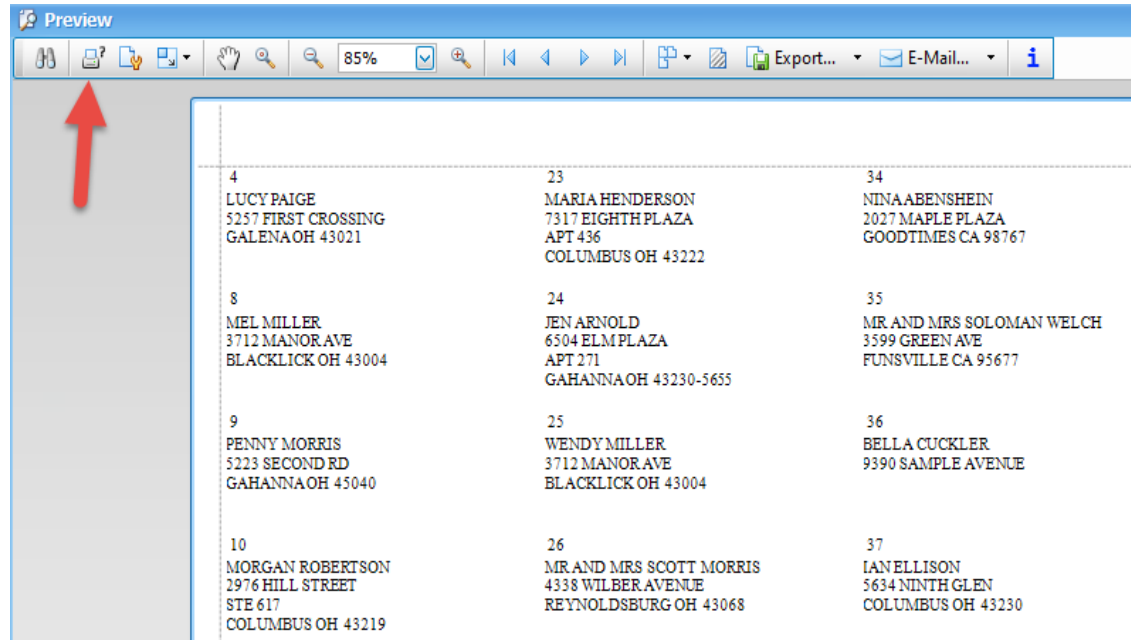 Preview
85%
Export...
E-Mail...
i
4
LUCY PAIGE
5257 FIRST CROSSING
GALENA OH 43021
23
MARIA HENDERSON
7317 EIGHTH PLAZA
APT 436
COLUMBUS OH 43222
34
NINA ABENSHEIN
2027 MAPLE PLAZA
GOODTIMES CA 98767
8
MEL MILLER
3712 MANOR AVE
BLACKLICK OH 43004
24
JEN ARNOLD
6504 ELM PLAZA
APT 271
GAHANNA OH 43230-5655
35
MR AND MRS SOLOMAN WELCH
3599 GREEN AVE
FUNSVILLE CA 95677
9
PENNY MORRIS
5223 SECOND RD
GAHANNA OH 45040
25
WENDY MILLER
3712 MANOR AVE
BLACKLICK OH 43004
36
BELLA CUCKLER
9390 SAMPLE AVENUE
10
MORGAN ROBERTSON
2976 HILL STREET
STE 617
COLUMBUS OH 43219
26
MR AND MRS SCOTT MORRIS
4338 WILBER AVENUE
REYNOLDSBURG OH 43068
37
IAN ELLISON
5634 NINTH GLEN
COLUMBUS OH 43230